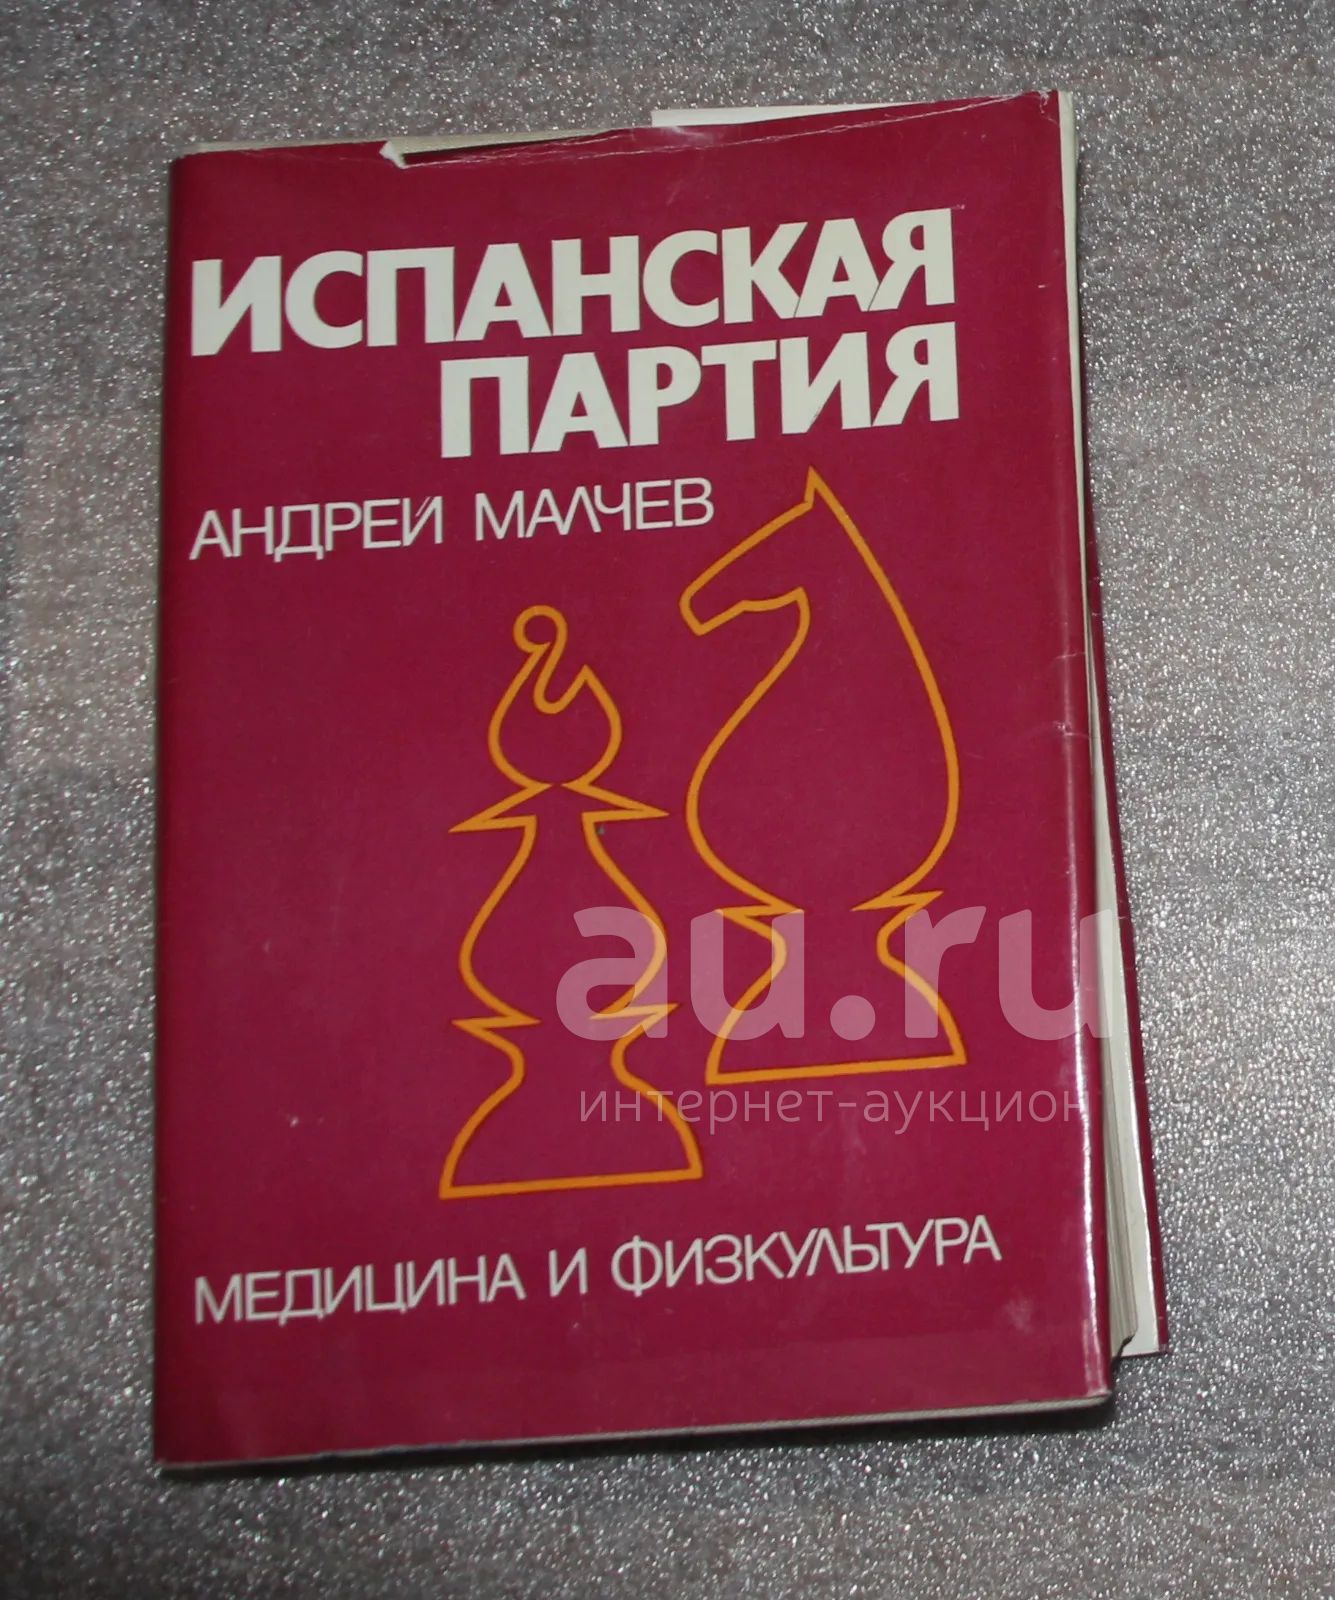 ИСПАНСКАЯ
ПАРТИЯ
АНДРЕЙ МАЛЧЕВ
au.ru
интернет-аукцион
МЕДИЦИНА И ФИЗКУЛЬТУРА